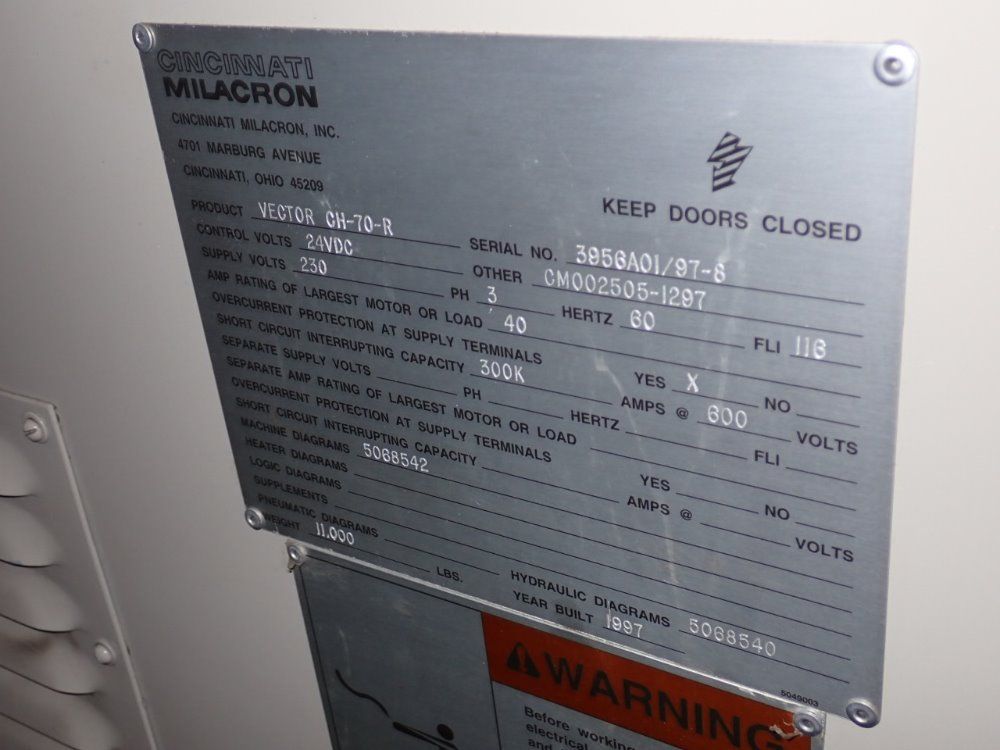 CINCINNATI
MILACRON
CINCINNATI MILACRON, INC.
4701 MARBURG AVENUE
CINCINNATI, OHIO 45209
KEEP DOORS CLOSED
PRODUCT VECTOR CH-70-R SERIAL NO. 3956A01/97-8
CONTROL VOLTS 24VDC OTHER CM002505-1297
SUPPLY VOLTS 230 PH 3 HERTZ 60 FLI 116
AMP RATING OF LARGEST MOTOR OR LOAD 40
OVERCURRENT PROTECTION AT SUPPLY TERMINALS YES X NO
SHORT CIRCUIT INTERRUPTING CAPACITY 300K AMPS @ 600 VOLTS
SEPARATE SUPPLY VOLTS PH HERTZ FLI
SEPARATE AMP RATING OF LARGEST MOTOR OR LOAD
OVERCURRENT PROTECTION AT SUPPLY TERMINALS YES NO
SHORT CIRCUIT INTERRUPTING CAPACITY AMPS @ VOLTS
MACHINE DIAGRAMS 5068542
HEATER DIAGRAMS
LOGIC DIAGRAMS
SUPPLEMENTS
PNEUMATIC DIAGRAMS HYDRAULIC DIAGRAMS 5068540
WEIGHT 11,000 LBS. YEAR BUILT 1997
5049003
WARNING
Before working
electrical
and